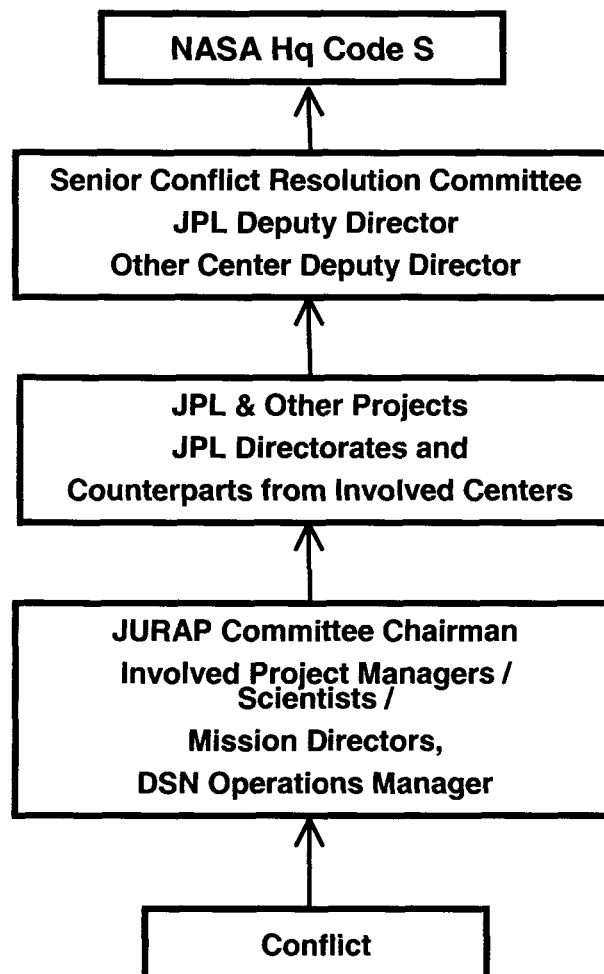 NASA Hq Code S
Senior Conflict Resolution Committee
JPL Deputy Director
Other Center Deputy Director
JPL & Other Projects
JPL Directorates and
Counterparts from Involved Centers
JURAP Committee Chairman
Involved Project Managers /
Scientists /
Mission Directors,
DSN Operations Manager
Conflict